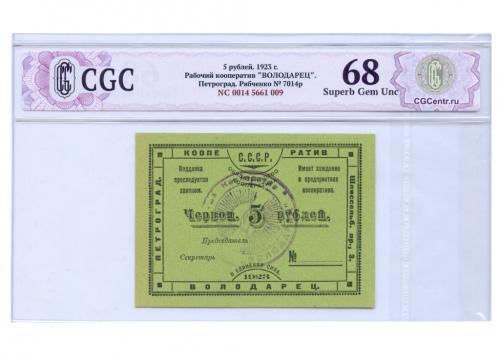 CGC
5 рублей. 1923 г.
Рабочий кооператив "ВОЛОДАРЕЦ".
Петроград. Рябченко № 7014р
NC 0014 5661 009
68
Superb Gem Unc
CGCentr.ru
КООПЕ РАТИВ
С.С.С.Р.
Подделка
преследуется
законом.
Имеет хождение
в предприятиях
кооператива.
ПЕТРОГРАД.
Шлиссельб. пр., 3.
Червон. 5 рублей.
Председатель
Секретарь
№
В ЕДИНЕНИИ СИЛА
ВОЛОДАРЕЦ.